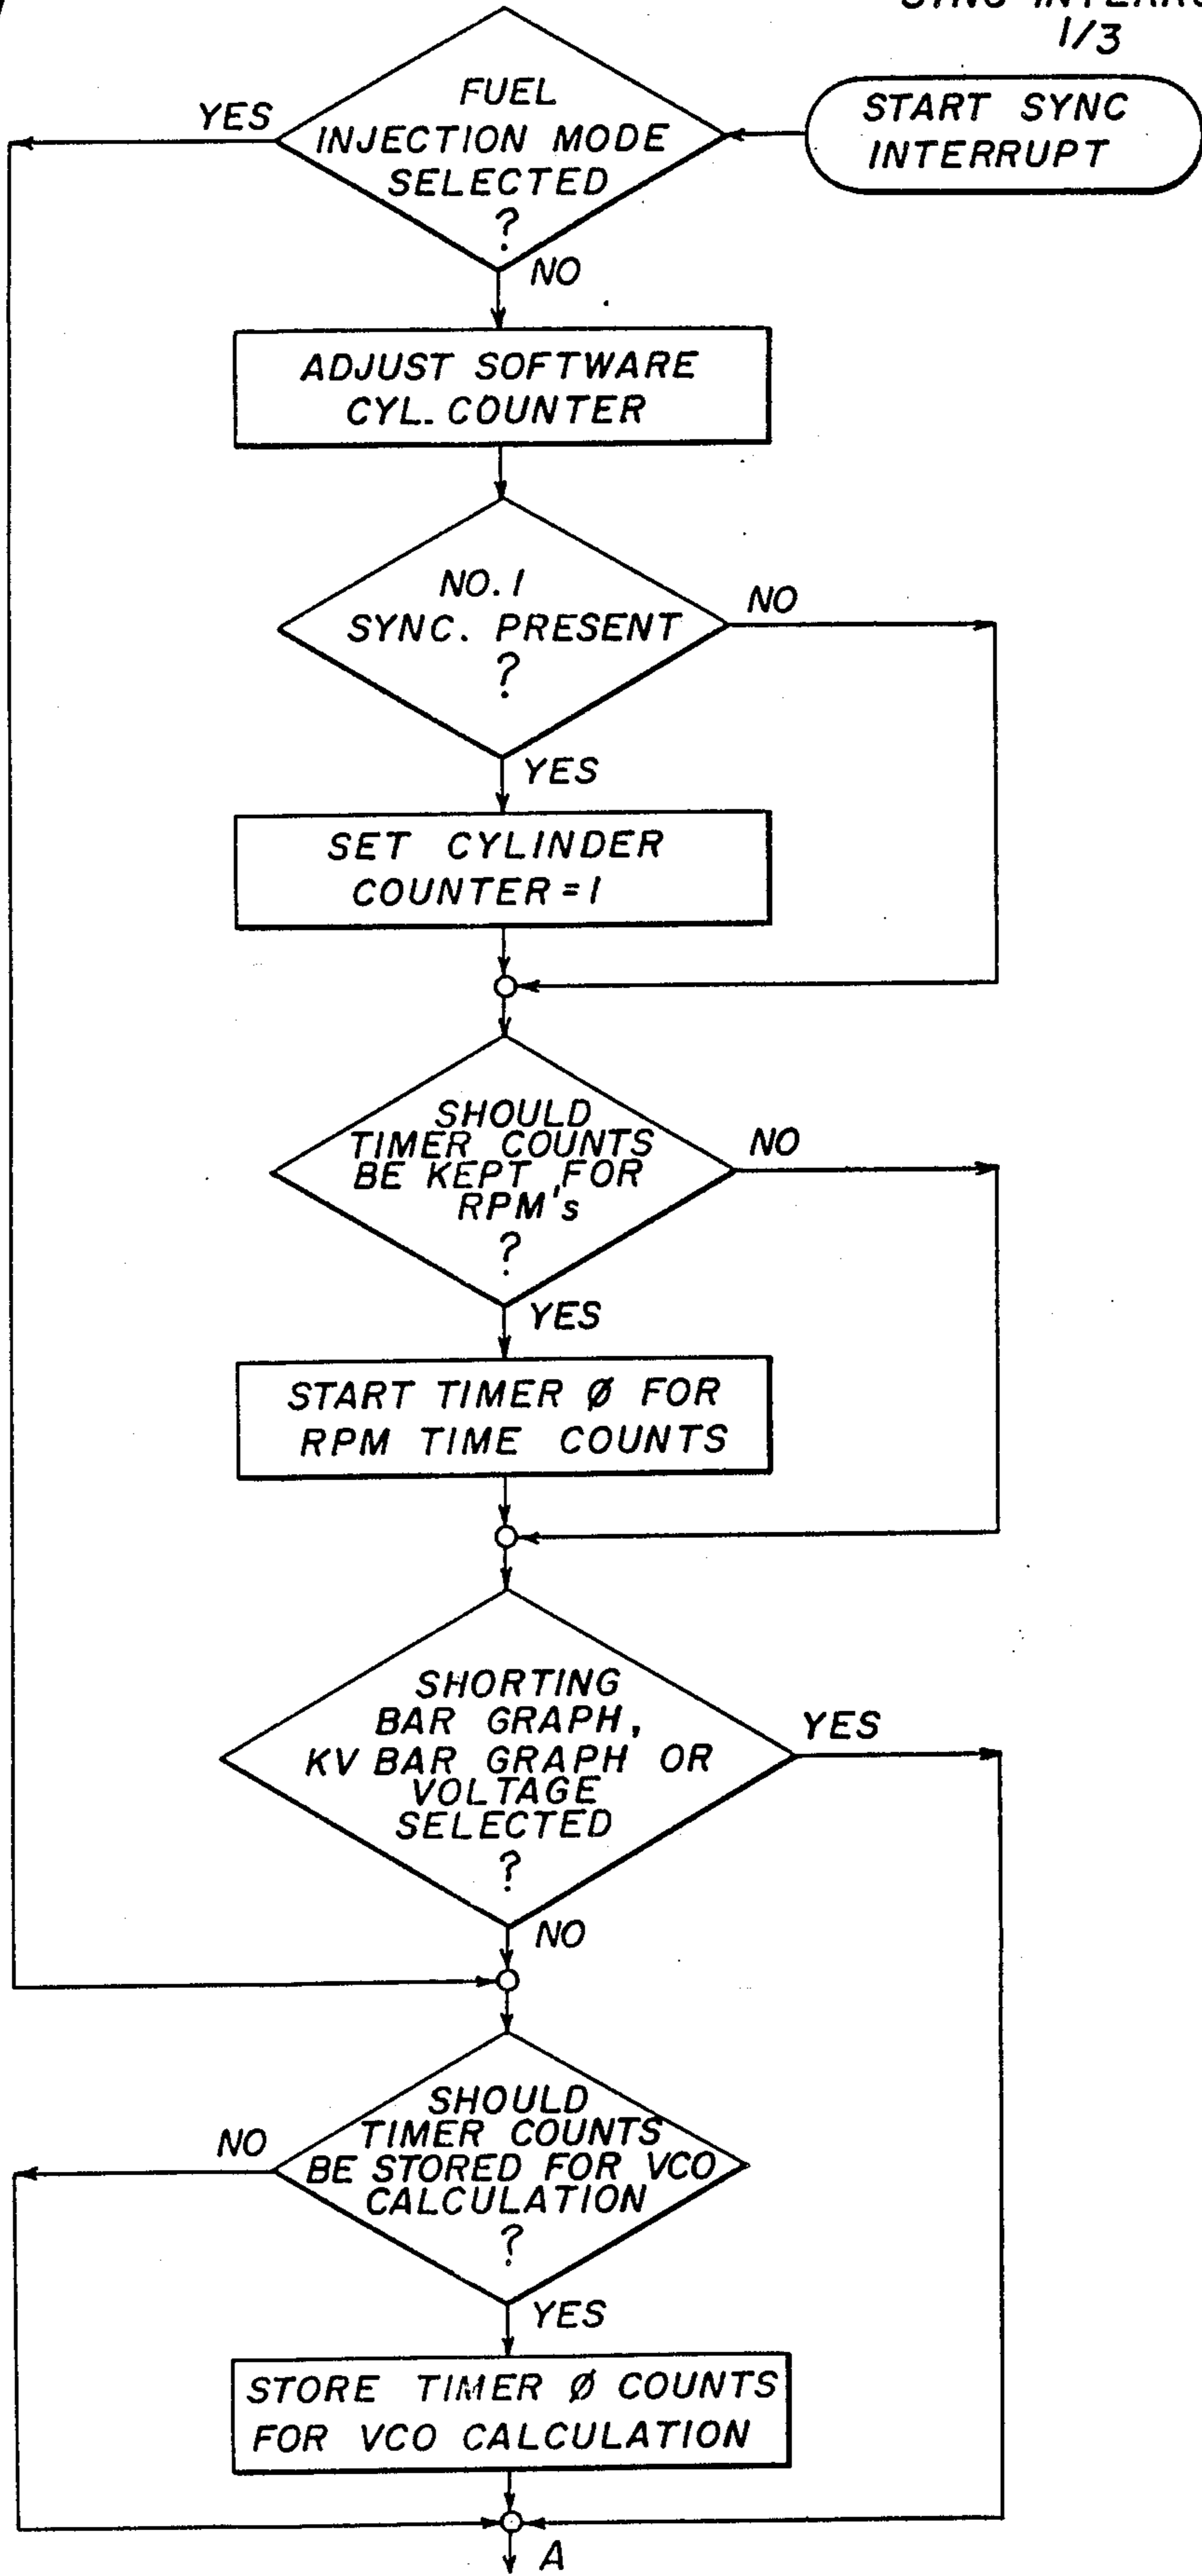 SYNC
1/3
START SYNC
INTERRUPT
FUEL
INJECTION MODE
SELECTED
?
YES
NO
ADJUST SOFTWARE
CYL. COUNTER
NO. 1
SYNC. PRESENT
?
NO
YES
SET CYLINDER
COUNTER = 1
SHOULD
TIMER COUNTS
BE KEPT FOR
RPM's
?
NO
YES
START TIMER Ø FOR
RPM TIME COUNTS
SHORTING
BAR GRAPH,
KV BAR GRAPH OR
VOLTAGE
SELECTED
?
YES
NO
SHOULD
TIMER COUNTS
BE STORED FOR VCO
CALCULATION
?
NO
YES
STORE TIMER Ø COUNTS
FOR VCO CALCULATION
A